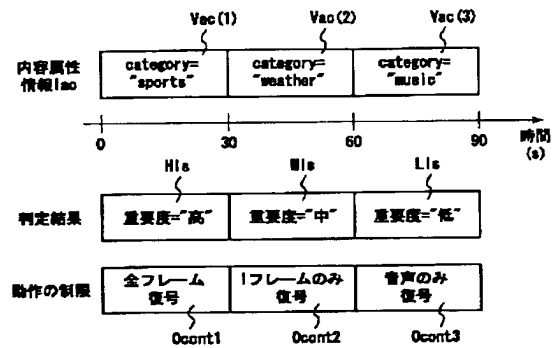 Vac(1) Vac(2) Vac(3)
内容属性
情報Iac
category=
"sports"
category=
"weather"
category=
"music"
0 30 60 90
時間
(s)
His Mis Lis
判定結果
重要度="高" 重要度="中" 重要度="低"
動作の制限
全フレーム
復号
Iフレームのみ
復号
音声のみ
復号
Ocont1 Ocont2 Ocont3